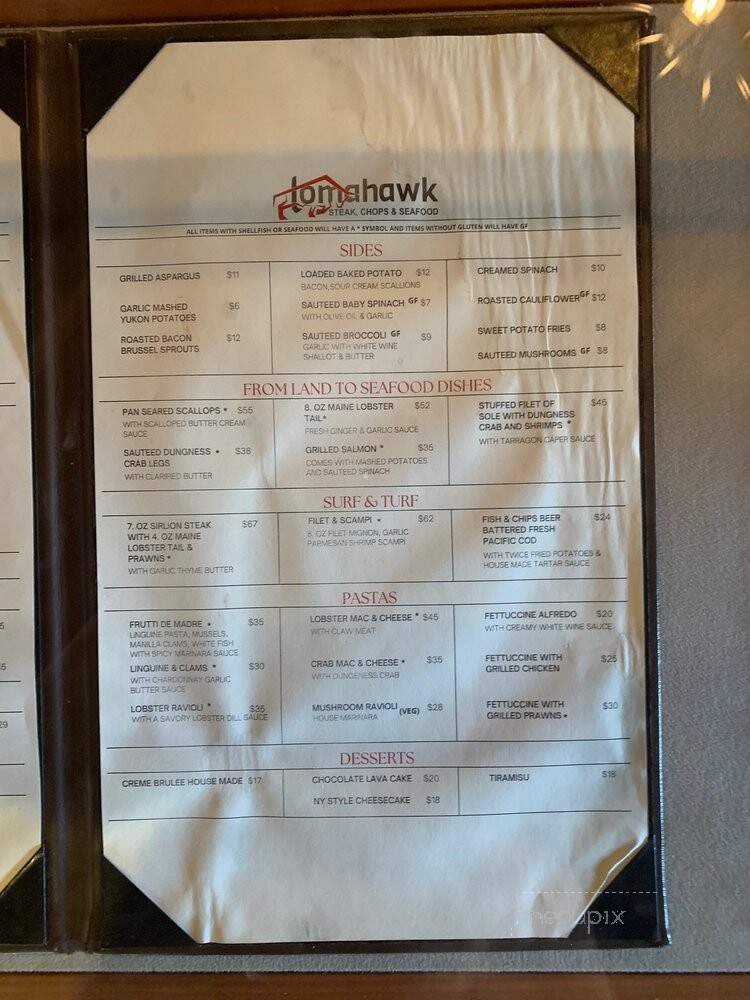 tomahawk
STEAK, CHOPS & SEAFOOD
ALL ITEMS WITH SHELLFISH OR SEAFOOD WILL HAVE A * SYMBOL AND ITEMS WITHOUT GLUTEN WILL HAVE GF
SIDES
GRILLED ASPARGUS $11
GARLIC MASHED $6
YUKON POTATOES
ROASTED BACON $12
BRUSSEL SPROUTS
LOADED BAKED POTATO $12
BACON,SOUR CREAM SCALLIONS
SAUTEED BABY SPINACH GF $7
WITH OLIVE OIL & GARLIC
SAUTEED BROCCOLI GF $9
GARLIC WITH WHITE WINE
SHALLOT & BUTTER
CREAMED SPINACH $10
ROASTED CAULIFLOWER GF $12
SWEET POTATO FRIES $8
SAUTEED MUSHROOMS GF $8
FROM LAND TO SEAFOOD DISHES
PAN SEARED SCALLOPS * $55
WITH SCALLOPED BUTTER CREAM
SAUCE
SAUTEED DUNGNESS * $38
CRAB LEGS
WITH CLARIFIED BUTTER
8. OZ MAINE LOBSTER $52
TAIL*
FRESH GINGER & GARLIC SAUCE
GRILLED SALMON * $35
COMES WITH MASHED POTATOES
AND SAUTEED SPINACH
STUFFED FILET OF $45
SOLE WITH DUNGNESS
CRAB AND SHRIMPS *
WITH TARRAGON CAPER SAUCE
SURF & TURF
7. OZ SIRLION STEAK $67
WITH 4. OZ MAINE
LOBSTER TAIL &
PRAWNS *
WITH GARLIC THYME BUTTER
FILET & SCAMPI * $62
8. OZ FILET MIGNON, GARLIC
PARMESAN SHRIMP SCAMPI
FISH & CHIPS BEER $24
BATTERED FRESH
PACIFIC COD
WITH TWICE FRIED POTATOES &
HOUSE MADE TARTAR SAUCE
PASTAS
FRUTTI DE MADRE * $35
LINGUINE PASTA, MUSSELS,
MANILLA CLAMS, WHITE FISH
WITH SPICY MARINARA SAUCE
LINGUINE & CLAMS * $30
WITH CHARDONNAY GARLIC
BUTTER SAUCE
LOBSTER RAVIOLI * $35
WITH A SAVORY LOBSTER DILL SAUCE
LOBSTER MAC & CHEESE * $45
WITH CLAW MEAT
CRAB MAC & CHEESE * $35
WITH DUNGENESS CRAB
MUSHROOM RAVIOLI (VEG) $28
HOUSE MARINARA
FETTUCCINE ALFREDO $20
WITH CREAMY WHITE WINE SAUCE
FETTUCCINE WITH $25
GRILLED CHICKEN
FETTUCCINE WITH $30
GRILLED PRAWNS *
DESSERTS
CREME BRULEE HOUSE MADE $17
CHOCOLATE LAVA CAKE $20
NY STYLE CHEESECAKE $18
TIRAMISU $18
menupix